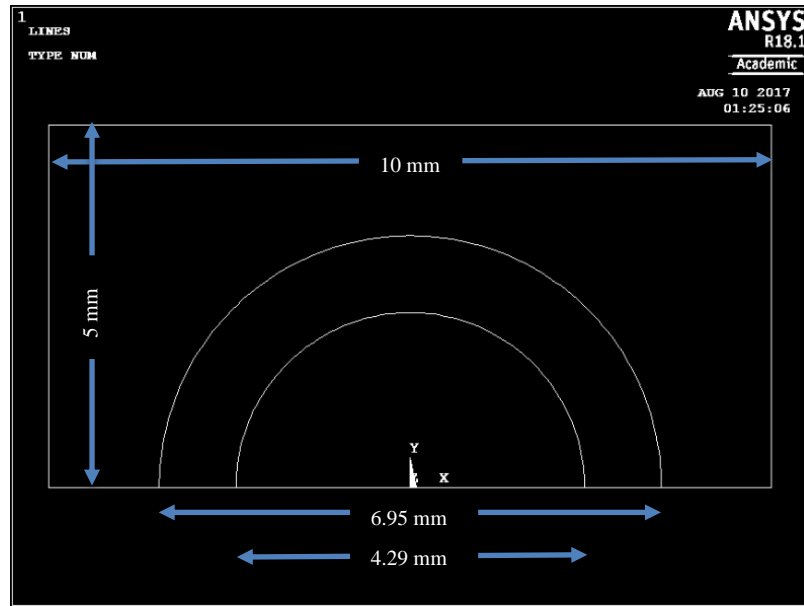 1
LINES
TYPE NUM
ANSYS
R18.1
Academic
AUG 10 2017
01:25:06
10 mm
5 mm
Y
Z X
6.95 mm
4.29 mm